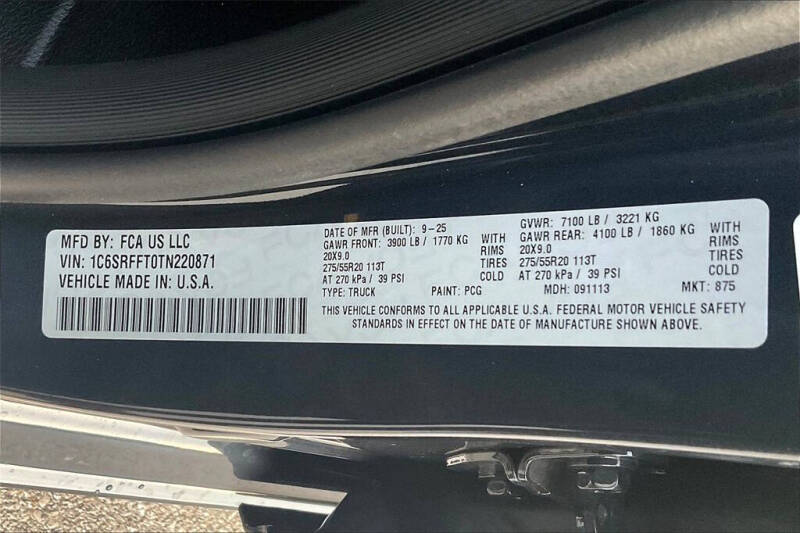 MFD BY: FCA US LLC
VIN: 1C6SRFFT0TN220871
VEHICLE MADE IN U.S.A.
DATE OF MFR (BUILT): 9-25
GAWR FRONT: 3900 LB/ 1770 KG WITH
20X9.0 RIMS
275/55R20 113T TIRES
AT 270 kPa/ 39 PSI COLD
GVWR: 7100 LB / 3221 KG
GAWR REAR: 4100 LB/ 1860 KG WITH
20X9.0 RIMS
275/55R20 113T TIRES
AT 270 kPa / 39 PSI COLD
TYPE: TRUCK PAINT: PCG MDH: 091113 MKT: 875
THIS VEHICLE CONFORMS TO ALL APPLICABLE U.S.A. FEDERAL MOTOR VEHICLE SAFETY
STANDARDS IN EFFECT ON THE DATE OF MANUFACTURE SHOWN ABOVE.